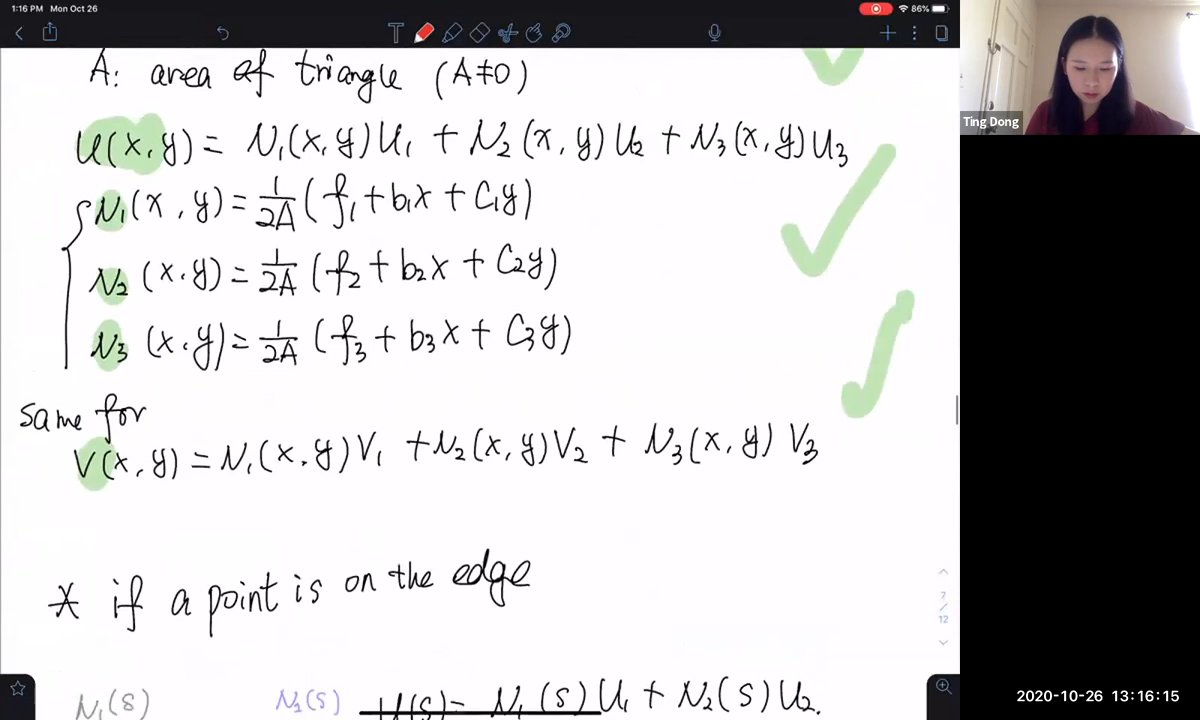 1:16 PM Mon Oct 26
86%
A: area of triangle (A≠0)
U(x,y) = N₁(x,y)U₁ + N₂(x,y)U₂ + N₃(x,y)U₃
N₁(x,y) = 1/2A (f₁ + b₁x + C₁y)
N₂(x,y) = 1/2A (f₂ + b₂x + C₂y)
N₃(x,y) = 1/2A (f₃ + b₃x + C₃y)
same for
V(x,y) = N₁(x,y)V₁ + N₂(x,y)V₂ + N₃(x,y)V₃
* if a point is on the edge
N₁(S) N₂(S) U(S) = N₁(S)U₁ + N₂(S)U₂.
7
/
12
Ting Dong
2020-10-26 13:16:15